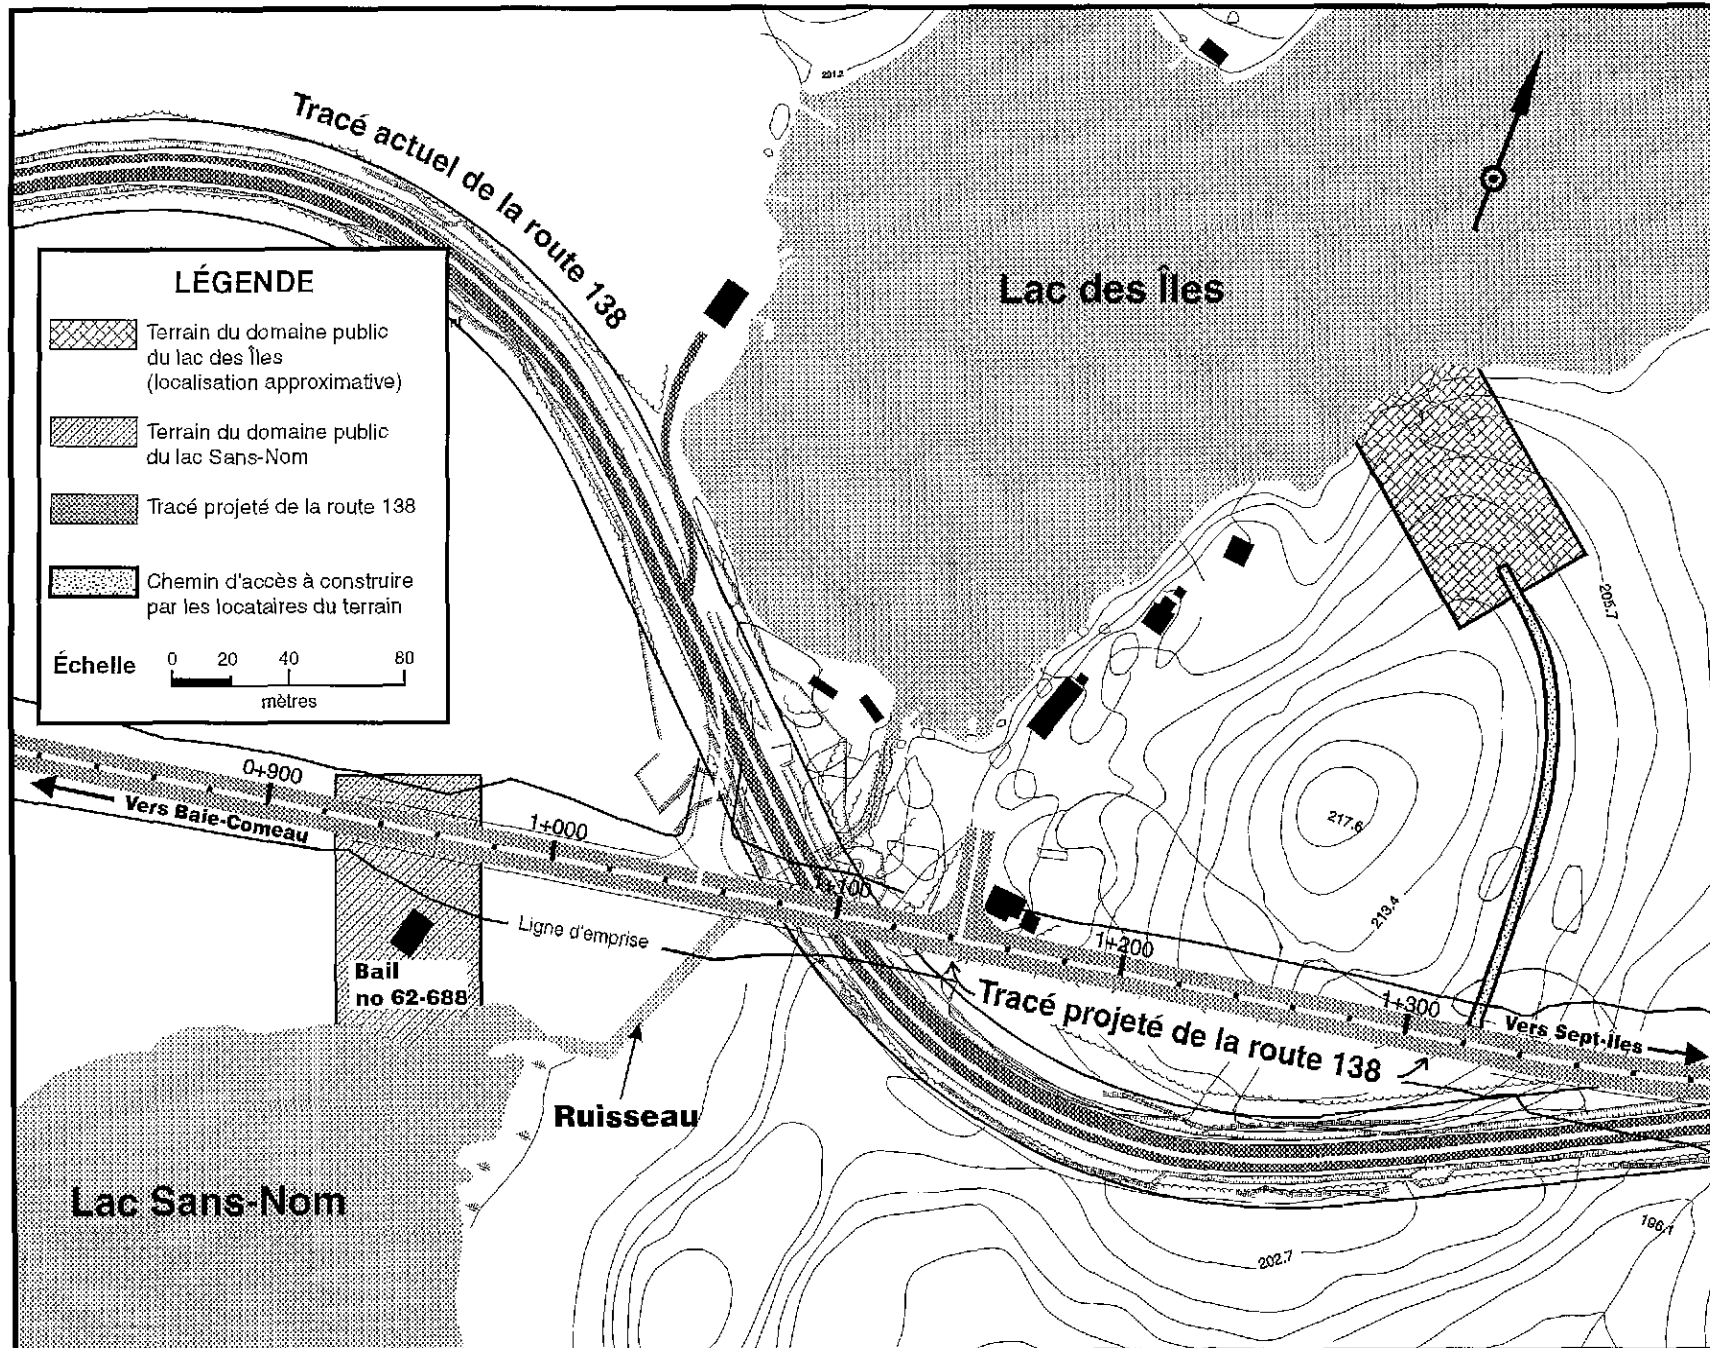 231.2
Tracé actuel de la route 138
Lac des Îles
LÉGENDE
Terrain du domaine public
du lac des Îles
(localisation approximative)
Terrain du domaine public
du lac Sans-Nom
Tracé projeté de la route 138
Chemin d'accès à construire
par les locataires du terrain
Échelle
0 20 40 80
mètres
205.7
0+900
Vers Baie-Comeau
1+000
217.6
1+100
213.4
Ligne d'emprise
1+200
Bail
no 62-688
1+300
Tracé projeté de la route 138
Vers Sept-Iles
Ruisseau
Lac Sans-Nom
196.1
202.7